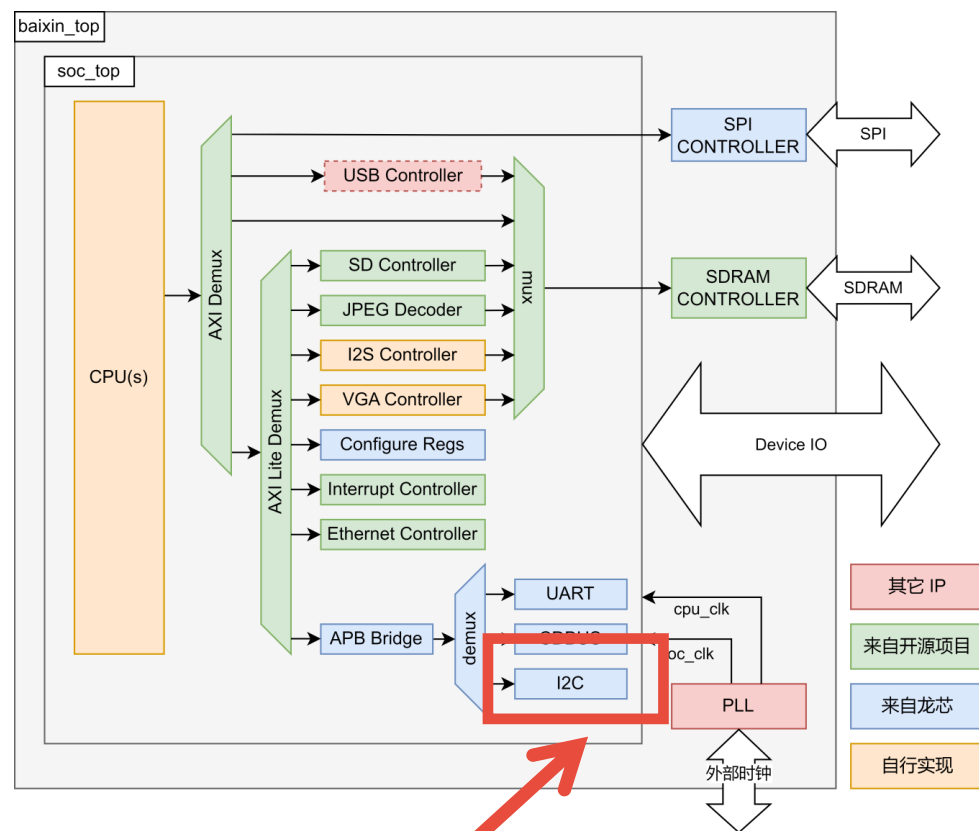 baixin_top
soc_top
CPU(s)
AXI Demux
AXI Lite Demux
USB Controller
SD Controller
JPEG Decoder
I2S Controller
VGA Controller
Configure Regs
Interrupt Controller
Ethernet Controller
APB Bridge
mux
demux
UART
I2C
SPI
CONTROLLER
SPI
SDRAM
CONTROLLER
SDRAM
Device IO
cpu_clk
oc_clk
PLL
外部时钟
其它 IP
来自开源项目
来自龙芯
自行实现